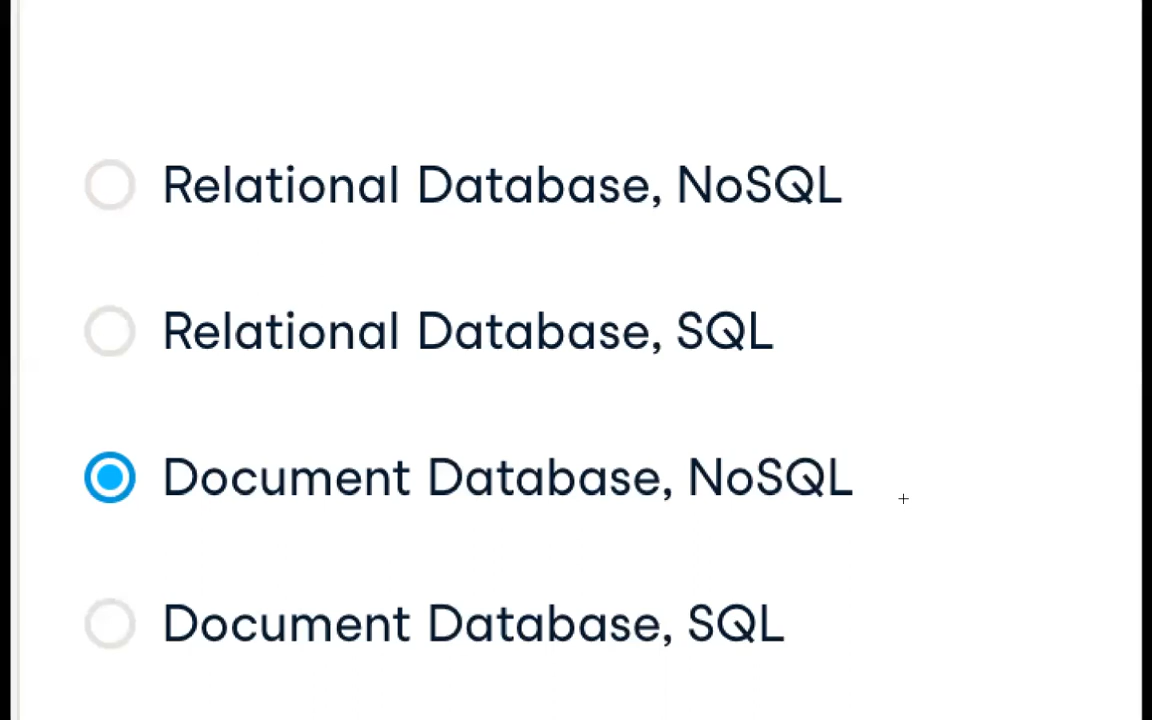 Relational Database, NoSQL
Relational Database, SQL
Document Database, NoSQL
Document Database, SQL